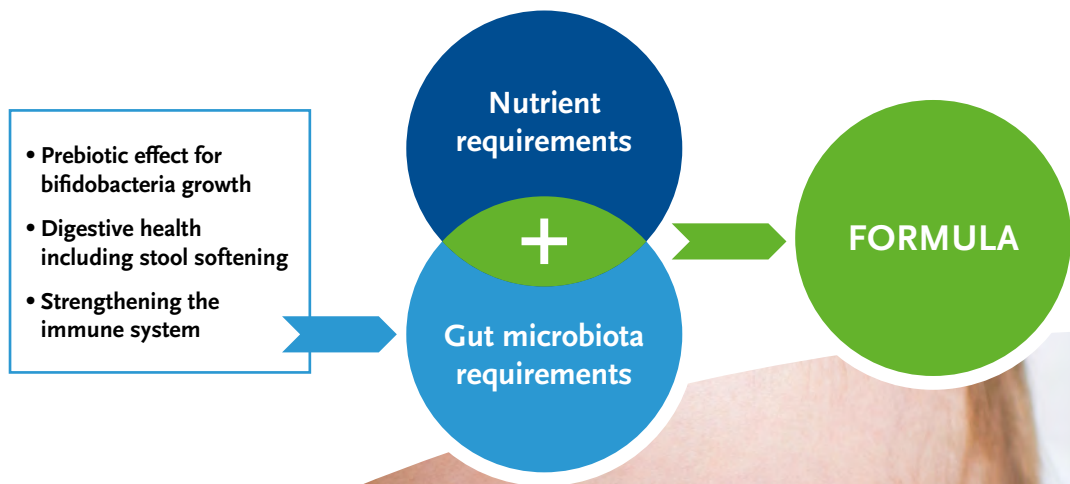 • Prebiotic effect for
bifidobacteria growth
• Digestive health
including stool softening
• Strengthening the
immune system
Nutrient
requirements
+
Gut microbiota
requirements
FORMULA